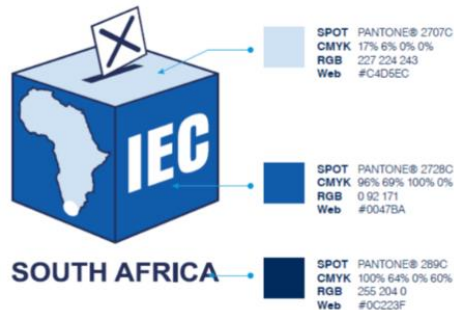 IEC
SOUTH AFRICA
SPOT PANTONE® 2707C
CMYK 17% 6% 0% 0%
RGB 227 224 243
Web #C4D5EC
SPOT PANTONE® 2728C
CMYK 96% 69% 100% 0%
RGB 0 92 171
Web #0047BA
SPOT PANTONE® 289C
CMYK 100% 64% 0% 60%
RGB 255 204 0
Web #0C223F